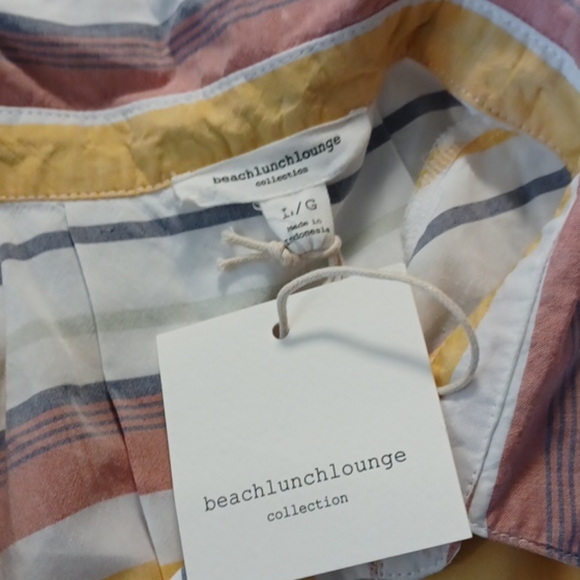 beachlunchlounge
collection
L/G
Made in
Indonesia
beachlunchlounge
collection